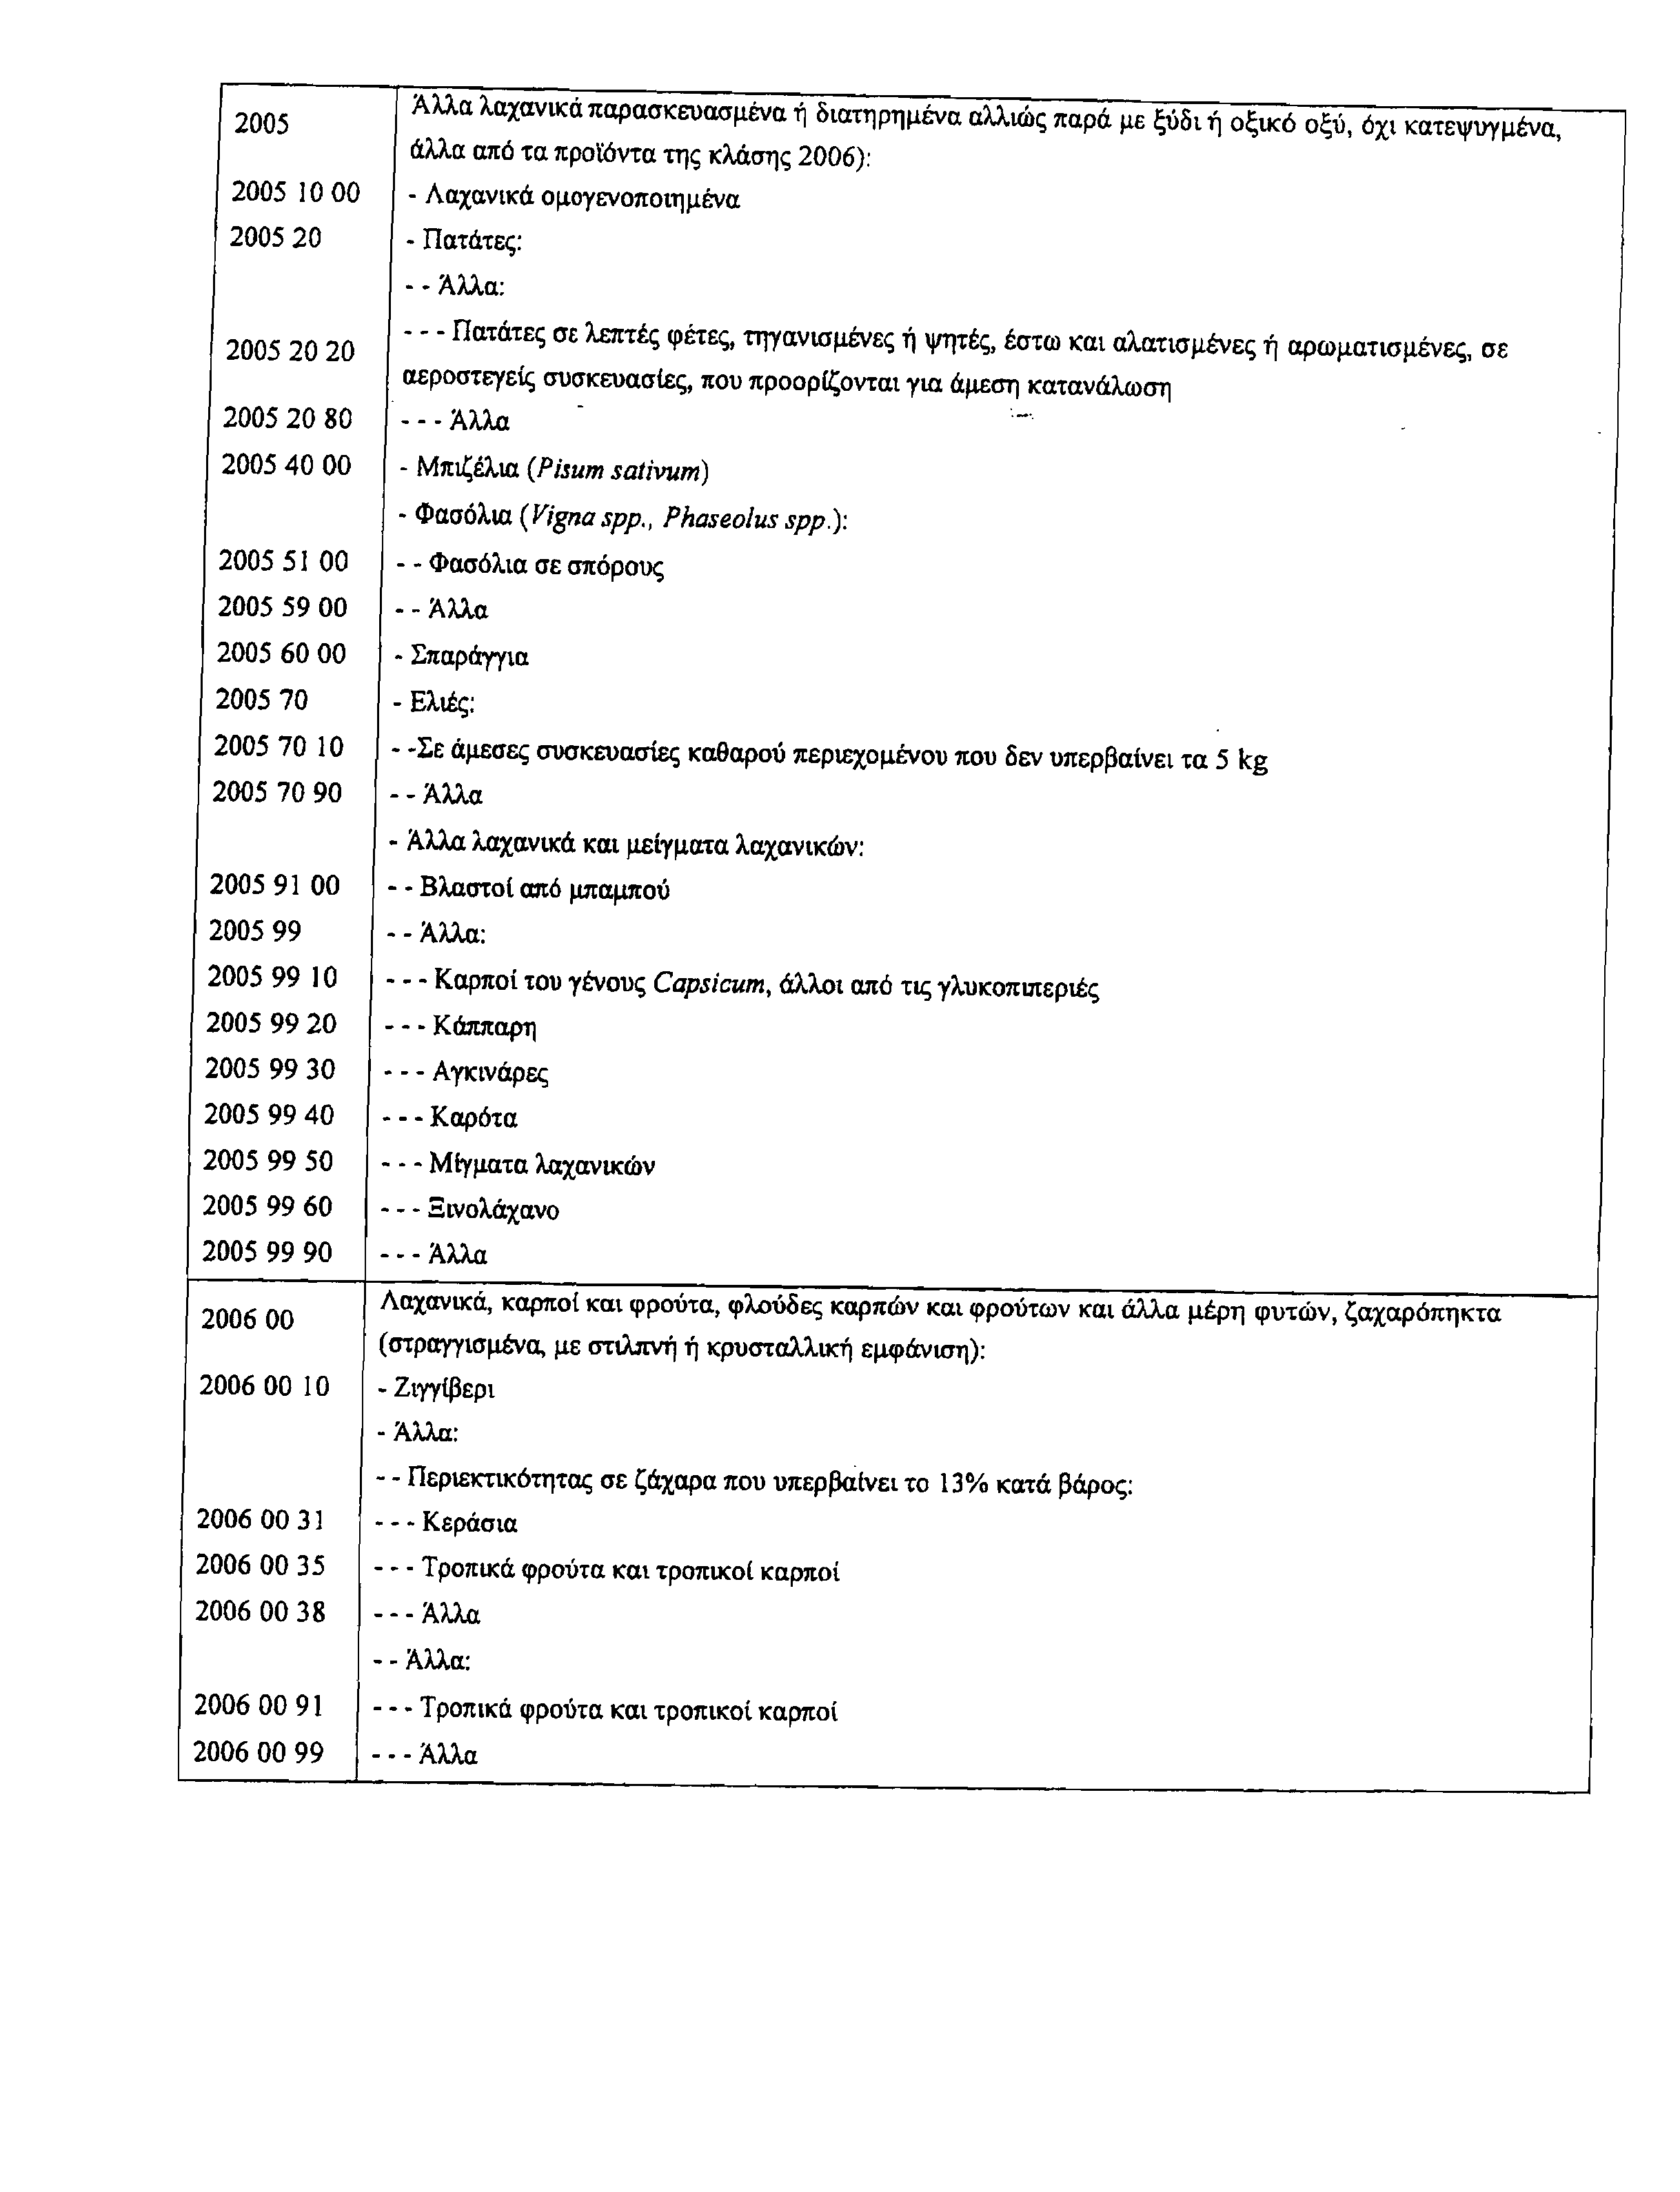 2005 Άλλα λαχανικά παρασκευασμένα ή διατηρημένα αλλιώς παρά με ξύδι ή οξικό οξύ, όχι κατεψυγμένα,
άλλα από τα προϊόντα της κλάσης 2006):
2005 10 00 - Λαχανικά ομογενοποιημένα
2005 20 - Πατάτες:
- - Άλλα:
2005 20 20 - - - Πατάτες σε λεπτές φέτες, τηγανισμένες ή ψητές, έστω και αλατισμένες ή αρωματισμένες, σε
αεροστεγείς συσκευασίες, που προορίζονται για άμεση κατανάλωση
2005 20 80 - - - Άλλα
2005 40 00 - Μπιζέλια (Pisum sativum)
- Φασόλια (Vigna spp., Phaseolus spp.):
2005 51 00 - - Φασόλια σε σπόρους
2005 59 00 - - Άλλα
2005 60 00 - Σπαράγγια
2005 70 - Ελιές:
2005 70 10 - -Σε άμεσες συσκευασίες καθαρού περιεχομένου που δεν υπερβαίνει τα 5 kg
2005 70 90 - - Άλλα
- Άλλα λαχανικά και μείγματα λαχανικών:
2005 91 00 - - Βλαστοί από μπαμπού
2005 99 - - Άλλα:
2005 99 10 - - - Καρποί του γένους Capsicum, άλλοι από τις γλυκοπιπεριές
2005 99 20 - - - Κάππαρη
2005 99 30 - - - Αγκινάρες
2005 99 40 - - - Καρότα
2005 99 50 - - - Μίγματα λαχανικών
2005 99 60 - - - Ξινολάχανο
2005 99 90 - - - Άλλα
2006 00 Λαχανικά, καρποί και φρούτα, φλούδες καρπών και φρούτων και άλλα μέρη φυτών, ζαχαρόπηκτα
(στραγγισμένα, με στιλπνή ή κρυσταλλική εμφάνιση):
2006 00 10 - Ζιγγίβερι
- Άλλα:
- - Περιεκτικότητας σε ζάχαρα που υπερβαίνει το 13% κατά βάρος:
2006 00 31 - - - Κεράσια
2006 00 35 - - - Τροπικά φρούτα και τροπικοί καρποί
2006 00 38 - - - Άλλα
- - Άλλα:
2006 00 91 - - - Τροπικά φρούτα και τροπικοί καρποί
2006 00 99 - - - Άλλα